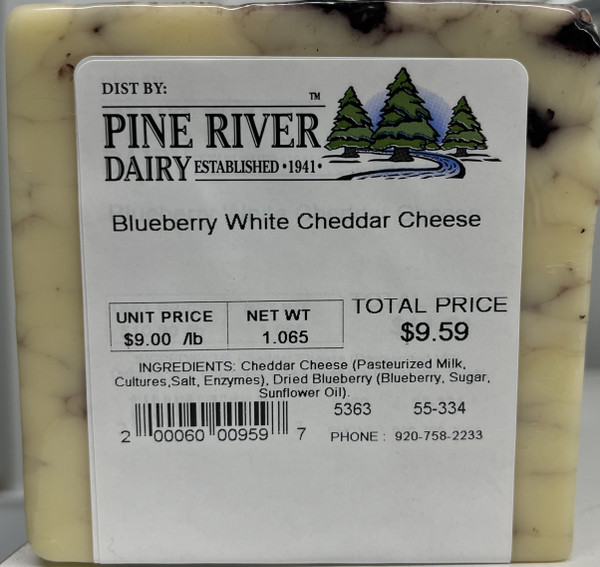 DIST BY:
PINE RIVER™
DAIRY ESTABLISHED •1941•
Blueberry White Cheddar Cheese
UNIT PRICE NET WT TOTAL PRICE
$9.00 /lb 1.065 $9.59
INGREDIENTS: Cheddar Cheese (Pasteurized Milk,
Cultures,Salt, Enzymes), Dried Blueberry (Blueberry, Sugar,
Sunflower Oil).
5363 55-334
2 00060 00959 7 PHONE : 920-758-2233